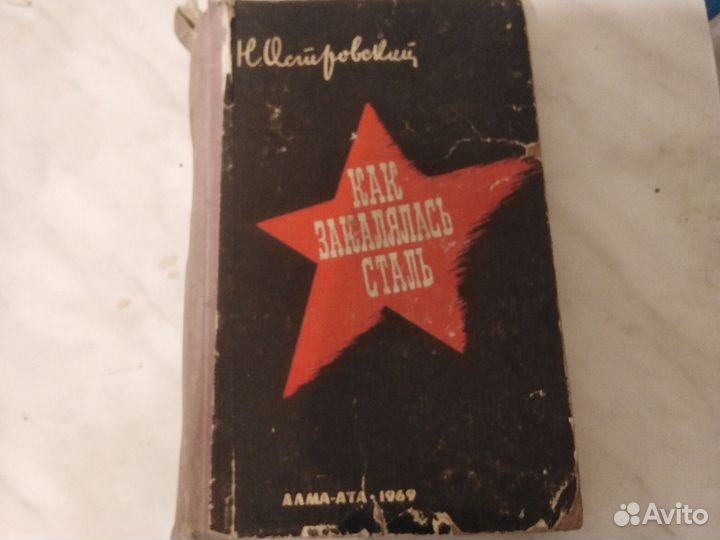 Н. Островский
КАК
ЗАКАЛЯЛАСЬ
СТАЛЬ
АЛМА-АТА • 1969
Avito